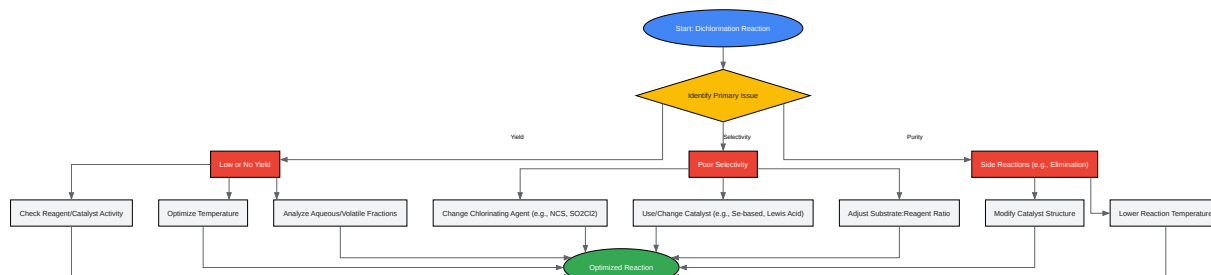 Start: Dichlorination Reaction
Identify Primary Issue
Yield
Selectivity
Purity
Low or No Yield
Poor Selectivity
Side Reactions (e.g., Elimination)
Check Reagent/Catalyst Activity
Optimize Temperature
Analyze Aqueous/Volatile Fractions
Change Chlorinating Agent (e.g., NCS, SO2Cl2)
Use/Change Catalyst (e.g., Se-based, Lewis Acid)
Adjust Substrate:Reagent Ratio
Modify Catalyst Structure
Lower Reaction Temperature
Optimized Reaction